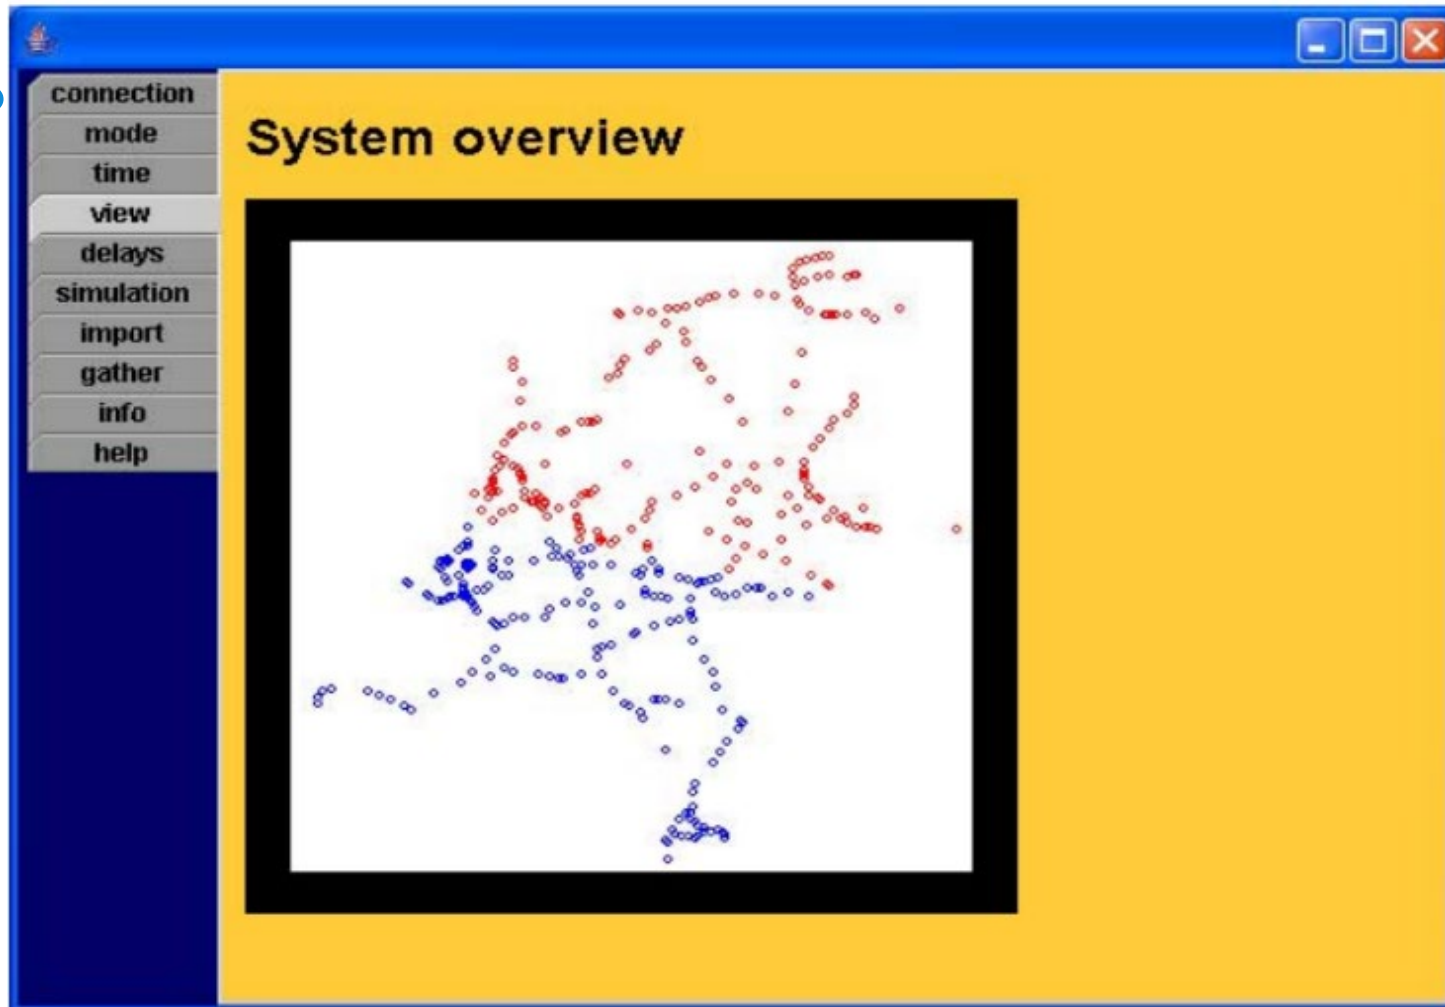 connection
mode
time
view
delays
simulation
import
gather
info
help
System overview